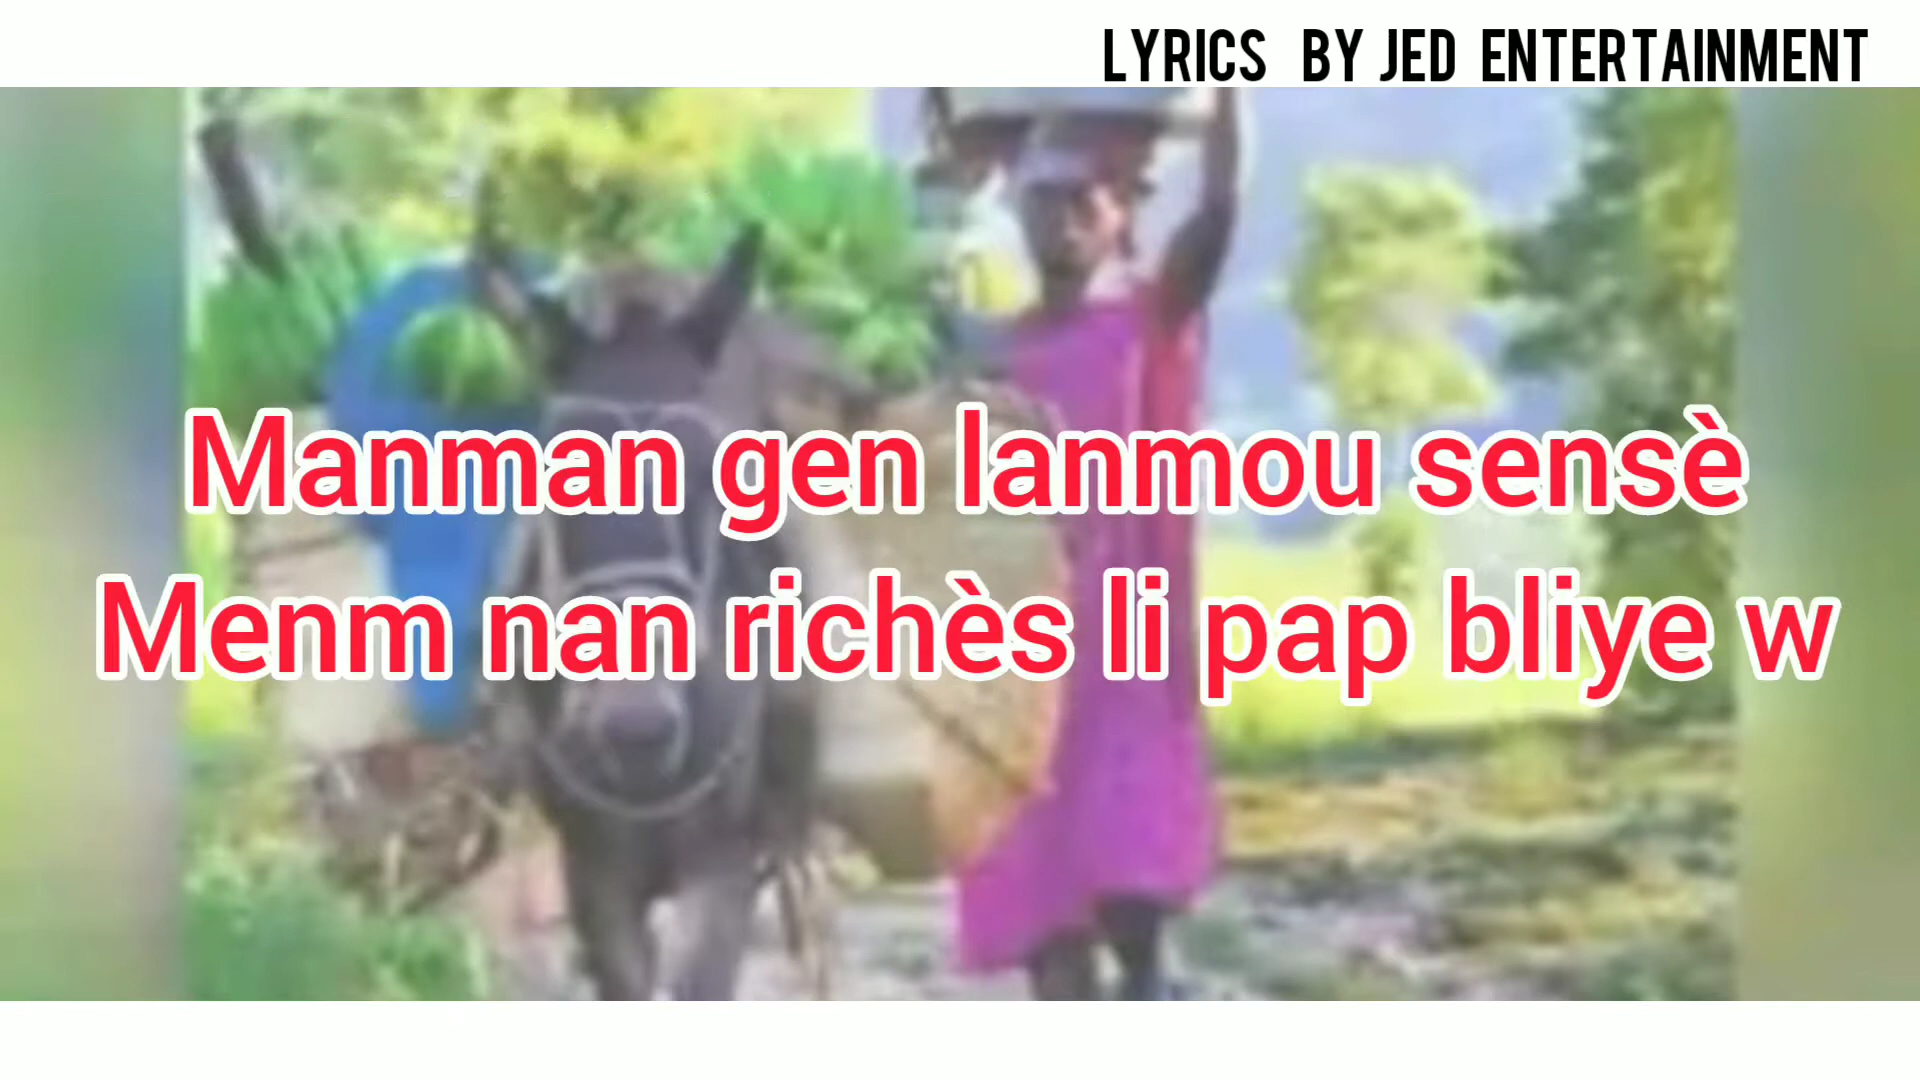 LYRICS BY JED ENTERTAINMENT
Manman gen lanmou sensè
Menm nan richès li pap bliye w